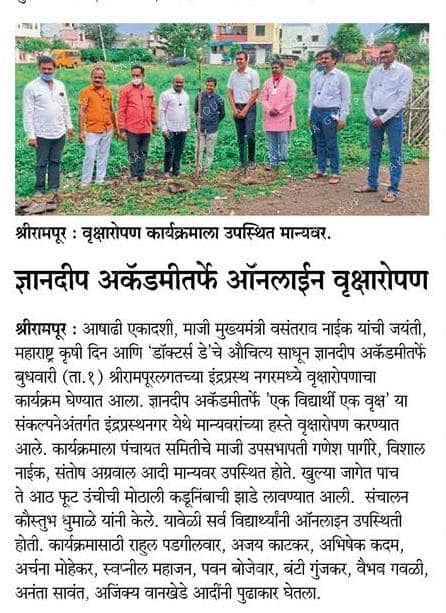 श्रीरामपूर : वृक्षारोपण कार्यक्रमाला उपस्थित मान्यवर.
ज्ञानदीप अकॅडमीतर्फे ऑनलाईन वृक्षारोपण
श्रीरामपूर : आषाढी एकादशी, माजी मुख्यमंत्री वसंतराव नाईक यांची जयंती,
महाराष्ट्र कृषी दिन आणि 'डॉक्टर्स डे'चे औचित्य साधून ज्ञानदीप अकॅडमीतर्फे
बुधवारी (ता.१) श्रीरामपूरलगतच्या इंद्रप्रस्थ नगरमध्ये वृक्षारोपणाचा
कार्यक्रम घेण्यात आला. ज्ञानदीप अकॅडमीतर्फे 'एक विद्यार्थी एक वृक्ष' या
संकल्पनेअंतर्गत इंद्रप्रस्थनगर येथे मान्यवरांच्या हस्ते वृक्षारोपण करण्यात
आले. कार्यक्रमाला पंचायत समितीचे माजी उपसभापती गणेश पागीरे, विशाल
नाईक, संतोष अग्रवाल आदी मान्यवर उपस्थित होते. खुल्या जागेत पाच
ते आठ फूट उंचीची मोठाली कडूनिंबाची झाडे लावण्यात आली. संचालन
कौस्तुभ धुमाळे यांनी केले. यावेळी सर्व विद्यार्थ्यांनी ऑनलाइन उपस्थिती
होती. कार्यक्रमासाठी राहुल पडगीलवार, अजय काटकर, अभिषेक कदम,
अर्चना मोहेकर, स्वप्नील महाजन, पवन बोजेवार, बंटी गुंजकर, वैभव गवळी,
अनंता सावंत, अजिंक्य वानखेडे आदींनी पुढाकार घेतला.